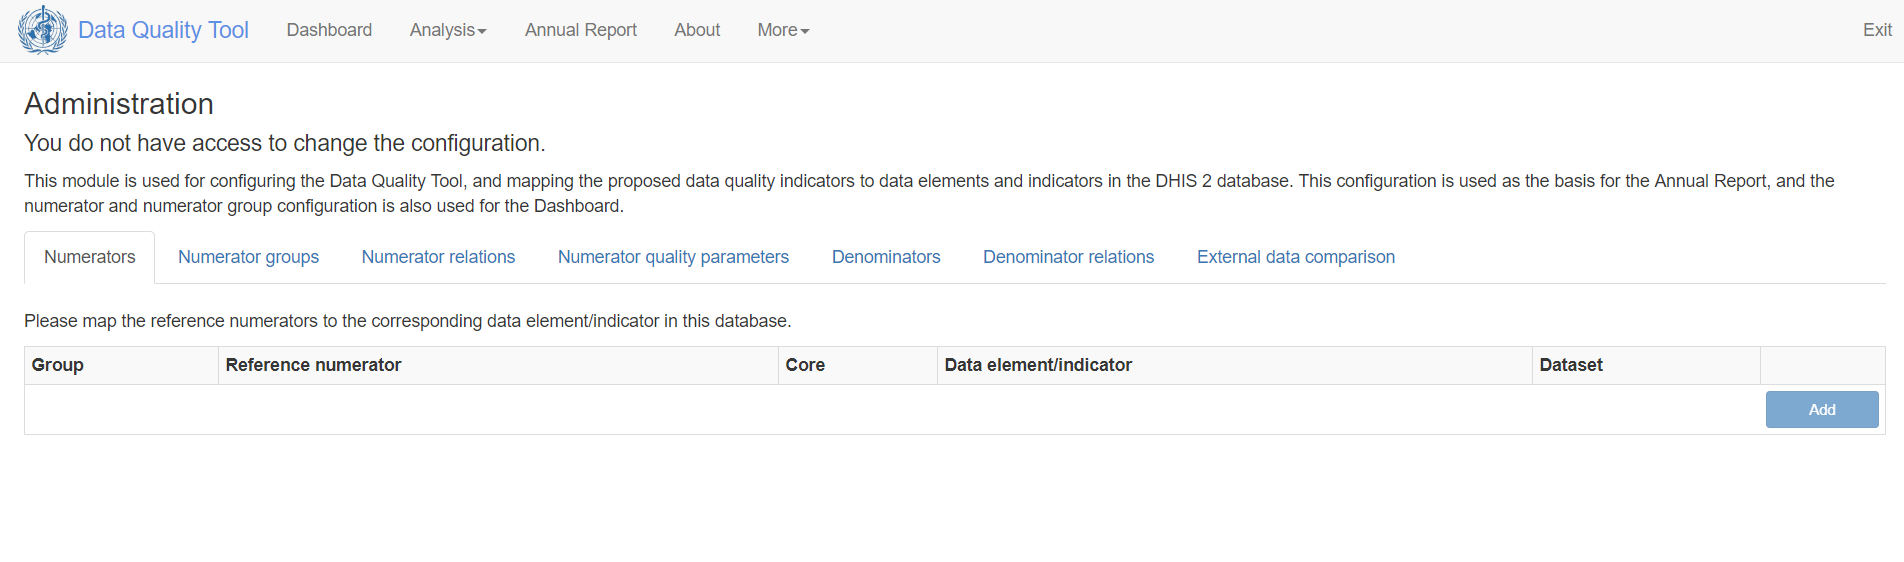 Data Quality Tool Dashboard Analysis Annual Report About More Exit
Administration
You do not have access to change the configuration.
This module is used for configuring the Data Quality Tool, and mapping the proposed data quality indicators to data elements and indicators in the DHIS 2 database. This configuration is used as the basis for the Annual Report, and the
numerator and numerator group configuration is also used for the Dashboard.
Numerators Numerator groups Numerator relations Numerator quality parameters Denominators Denominator relations External data comparison
Please map the reference numerators to the corresponding data element/indicator in this database.
Group Reference numerator Core Data element/indicator Dataset
Add